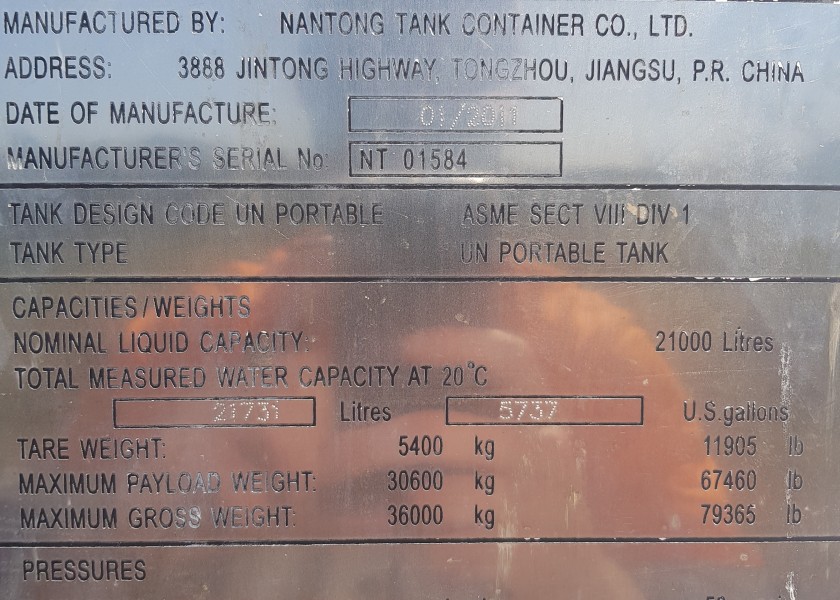 MANUFACTURED BY: NANTONG TANK CONTAINER CO., LTD.
ADDRESS: 3888 JINTONG HIGHWAY, TONGZHOU, JIANGSU, P.R. CHINA
DATE OF MANUFACTURE: 01/2011
MANUFACTURER'S SERIAL No: NT 01584
TANK DESIGN CODE UN PORTABLE ASME SECT VIII DIV 1
TANK TYPE UN PORTABLE TANK
CAPACITIES/WEIGHTS
NOMINAL LIQUID CAPACITY: 21000 Litres
TOTAL MEASURED WATER CAPACITY AT 20°C
21731 Litres 5737 U.S.gallons
TARE WEIGHT: 5400 kg 11905 lb
MAXIMUM PAYLOAD WEIGHT: 30600 kg 67460 lb
MAXIMUM GROSS WEIGHT: 36000 kg 79365 lb
PRESSURES